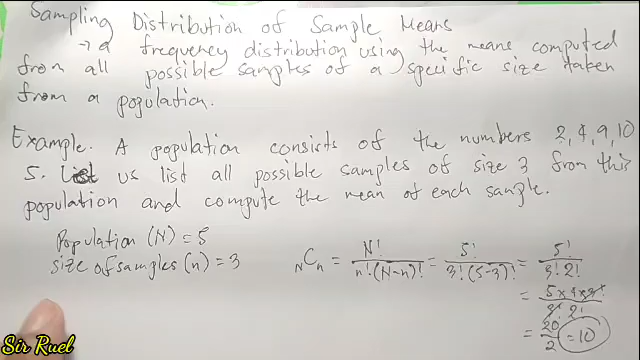 Sampling Distribution of Sample Means
→ a frequency distribution using the means computed
from all possible samples of a specific size taken
from a population.
Example. A population consists of the numbers 2, 4, 9, 10
5. Let us list all possible samples of size 3 from this
population and compute the mean of each sample.
Population (N) = 5
size of samples (n) = 3
NCn = N! / n!(N-n)! = 5! / 3!(5-3)! = 5! / 3! 2!
= 5 x 4 x 3! / 3! 2!
= 20 / 2 = 10
Sir Ruel